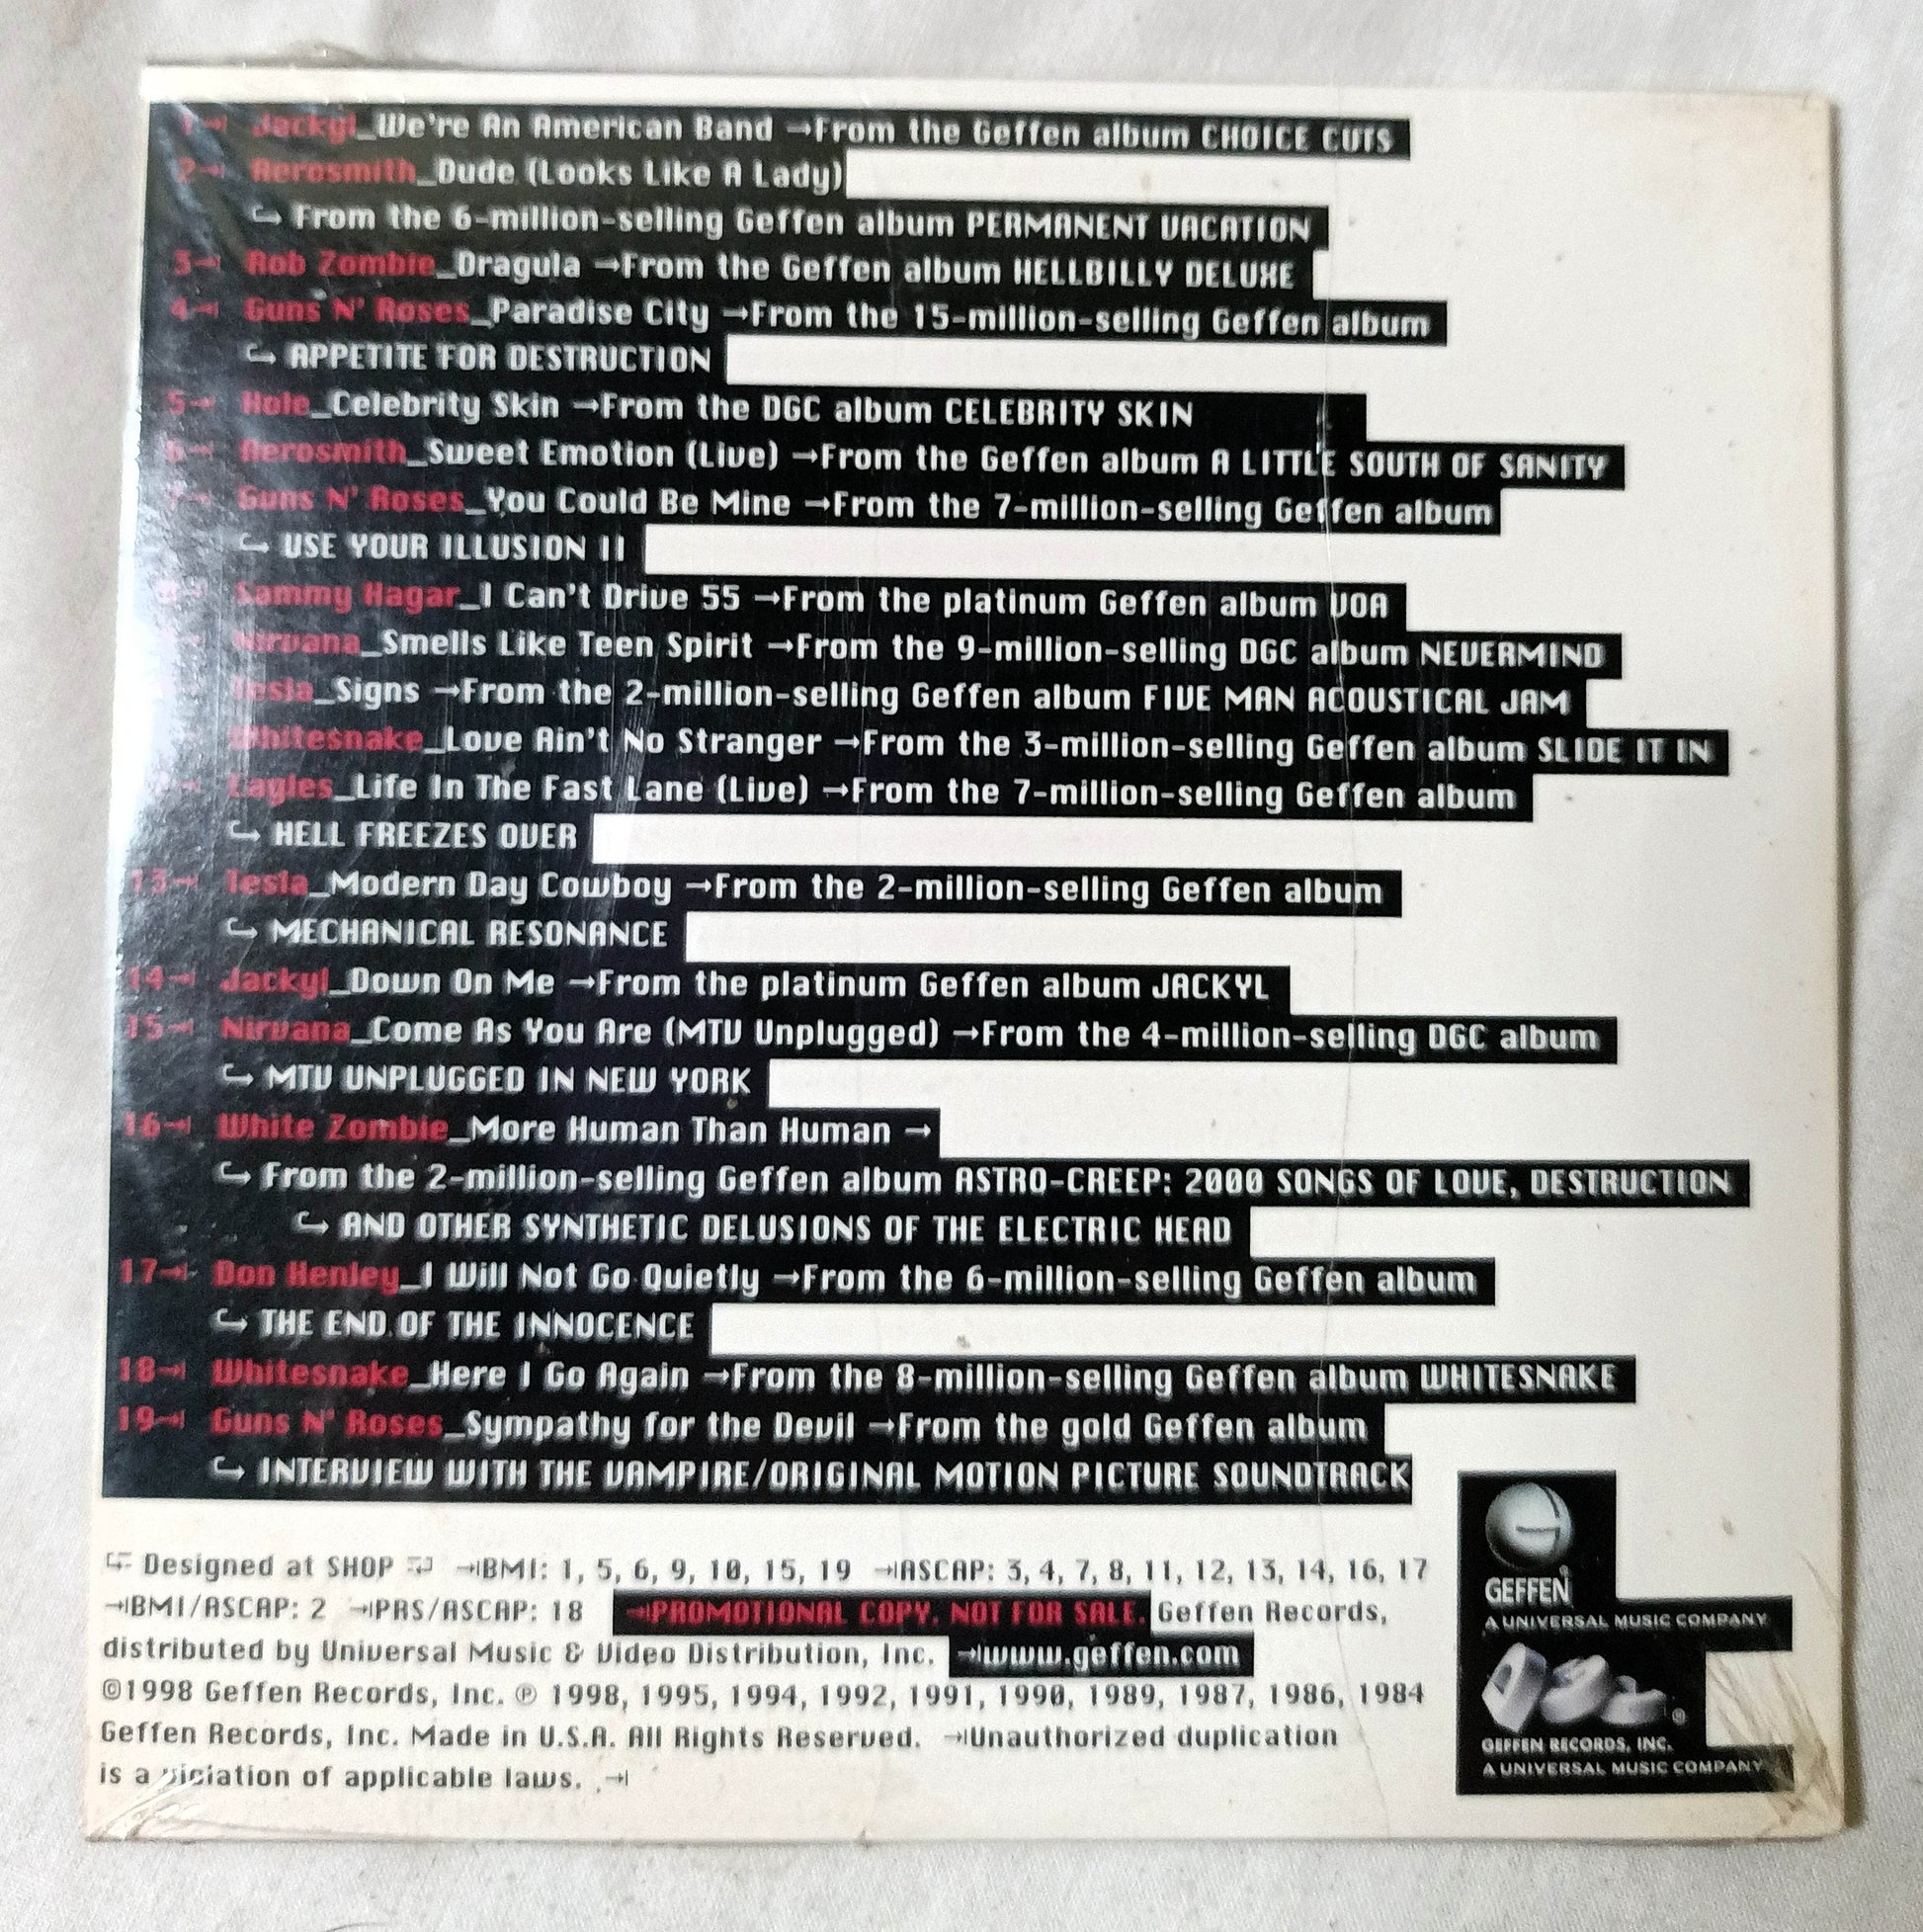 1⇥ Jackyl_We're An American Band →From the Geffen album CHOICE CUTS
2⇥ Aerosmith_Dude (Looks Like A Lady)
↪ From the 6-million-selling Geffen album PERMANENT VACATION
3⇥ Rob Zombie_Dragula →From the Geffen album HELLBILLY DELUXE
4⇥ Guns N' Roses_Paradise City →From the 15-million-selling Geffen album
↪ APPETITE FOR DESTRUCTION
5⇥ Hole_Celebrity Skin →From the DGC album CELEBRITY SKIN
6⇥ Aerosmith_Sweet Emotion (Live) →From the Geffen album A LITTLE SOUTH OF SANITY
7⇥ Guns N' Roses_You Could Be Mine →From the 7-million-selling Geffen album
↪ USE YOUR ILLUSION II
Sammy Hagar_I Can't Drive 55 →From the platinum Geffen album VOA
Nirvana_Smells Like Teen Spirit →From the 9-million-selling DGC album NEVERMIND
Tesla_Signs →From the 2-million-selling Geffen album FIVE MAN ACOUSTICAL JAM
Whitesnake_Love Ain't No Stranger →From the 3-million-selling Geffen album SLIDE IT IN
Eagles_Life In The Fast Lane (Live) →From the 7-million-selling Geffen album
↪ HELL FREEZES OVER
13⇥ Tesla_Modern Day Cowboy →From the 2-million-selling Geffen album
↪ MECHANICAL RESONANCE
14⇥ Jackyl_Down On Me →From the platinum Geffen album JACKYL
15⇥ Nirvana_Come As You Are (MTV Unplugged) →From the 4-million-selling DGC album
↪ MTV UNPLUGGED IN NEW YORK
16⇥ White Zombie_More Human Than Human →
↪ From the 2-million-selling Geffen album ASTRO-CREEP: 2000 SONGS OF LOVE, DESTRUCTION
↪ AND OTHER SYNTHETIC DELUSIONS OF THE ELECTRIC HEAD
17⇥ Don Henley_I Will Not Go Quietly →From the 6-million-selling Geffen album
↪ THE END OF THE INNOCENCE
18⇥ Whitesnake_Here I Go Again →From the 8-million-selling Geffen album WHITESNAKE
19⇥ Guns N' Roses_Sympathy for the Devil →From the gold Geffen album
↪ INTERVIEW WITH THE VAMPIRE/ORIGINAL MOTION PICTURE SOUNDTRACK
Designed at SHOP ⇥BMI: 1, 5, 6, 9, 10, 15, 19 ⇥ASCAP: 3, 4, 7, 8, 11, 12, 13, 14, 16, 17
⇥BMI/ASCAP: 2 ⇥PRS/ASCAP: 18 ⇥PROMOTIONAL COPY. NOT FOR SALE. Geffen Records,
distributed by Universal Music & Video Distribution, Inc. ⇥www.geffen.com
©1998 Geffen Records, Inc. ℗ 1998, 1995, 1994, 1992, 1991, 1990, 1989, 1987, 1986, 1984
Geffen Records, Inc. Made in U.S.A. All Rights Reserved. ⇥Unauthorized duplication
is a violation of applicable laws. ⇥
GEFFEN®
A UNIVERSAL MUSIC COMPANY
DGC®
GEFFEN RECORDS, INC.
A UNIVERSAL MUSIC COMPANY